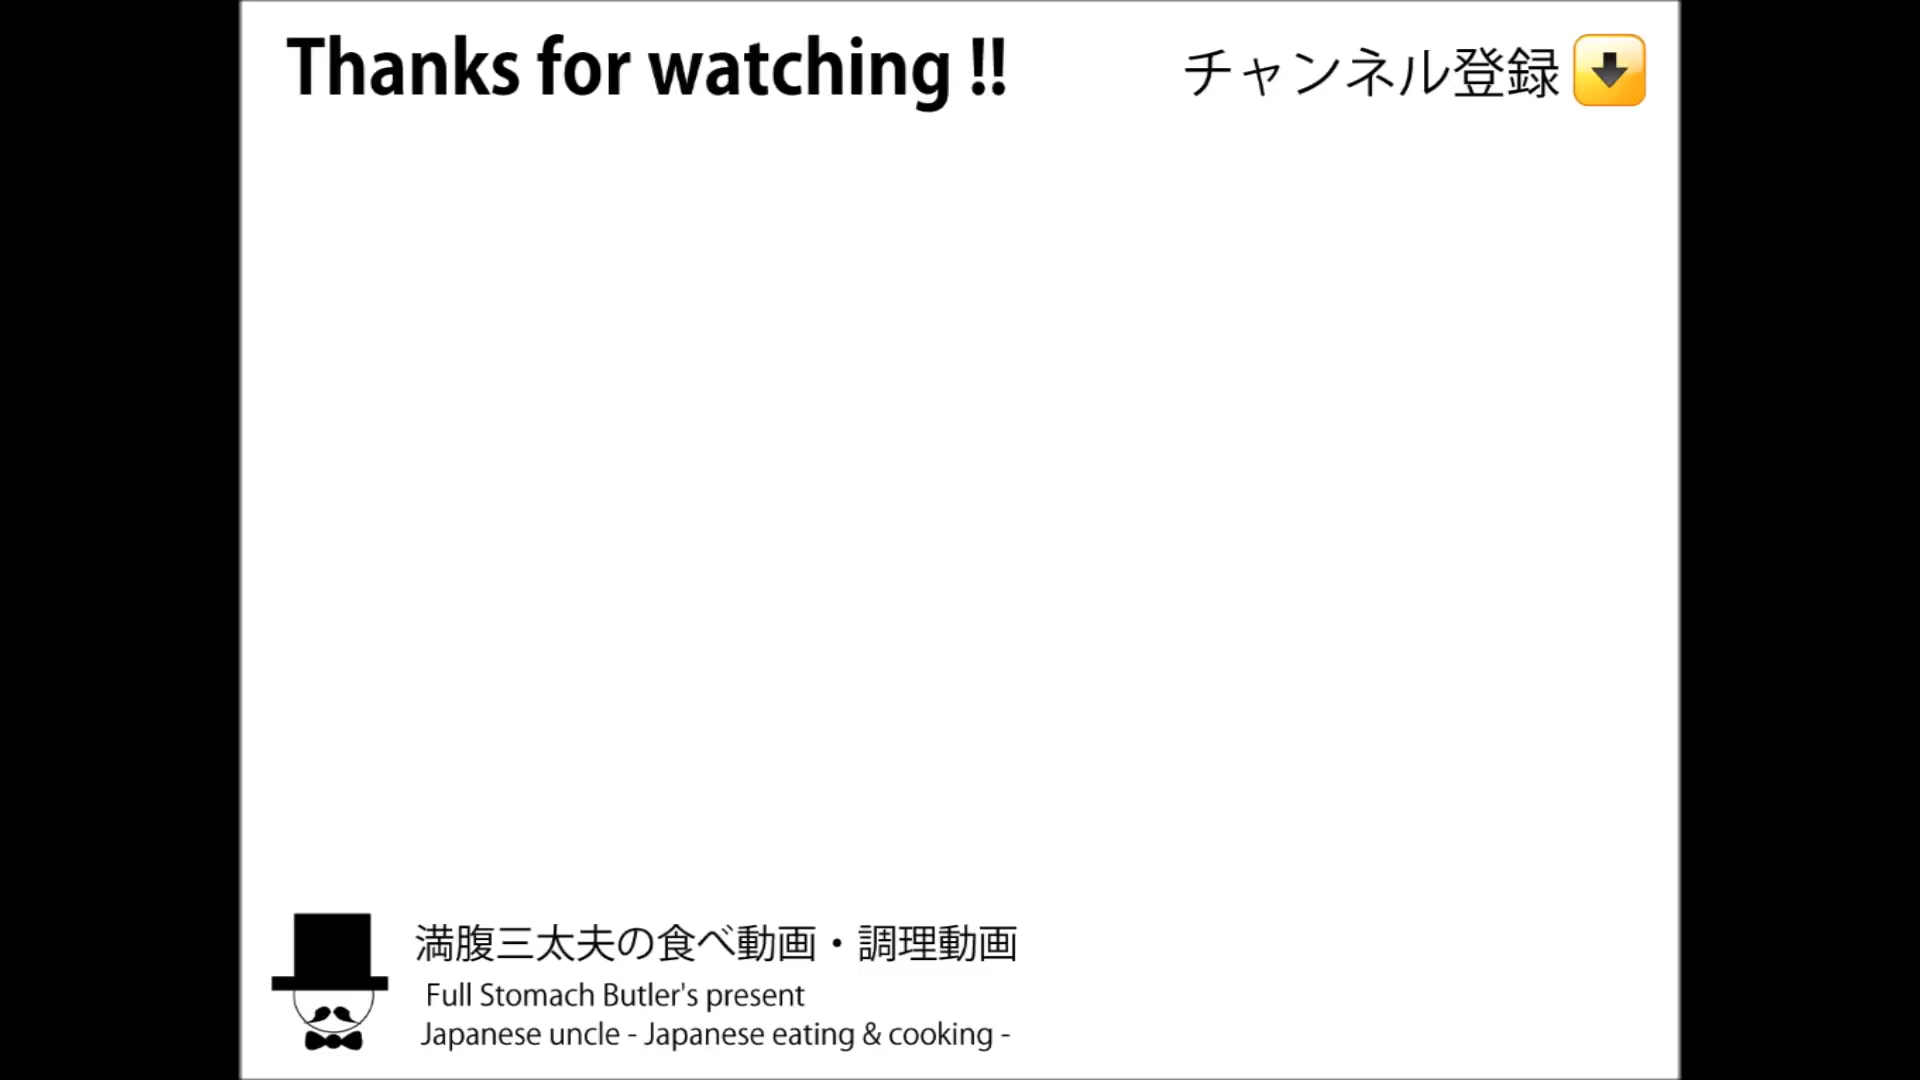 Thanks for watching !!
チャンネル登録
満腹三太夫の食べ動画・調理動画
Full Stomach Butler's present
Japanese uncle - Japanese eating & cooking -